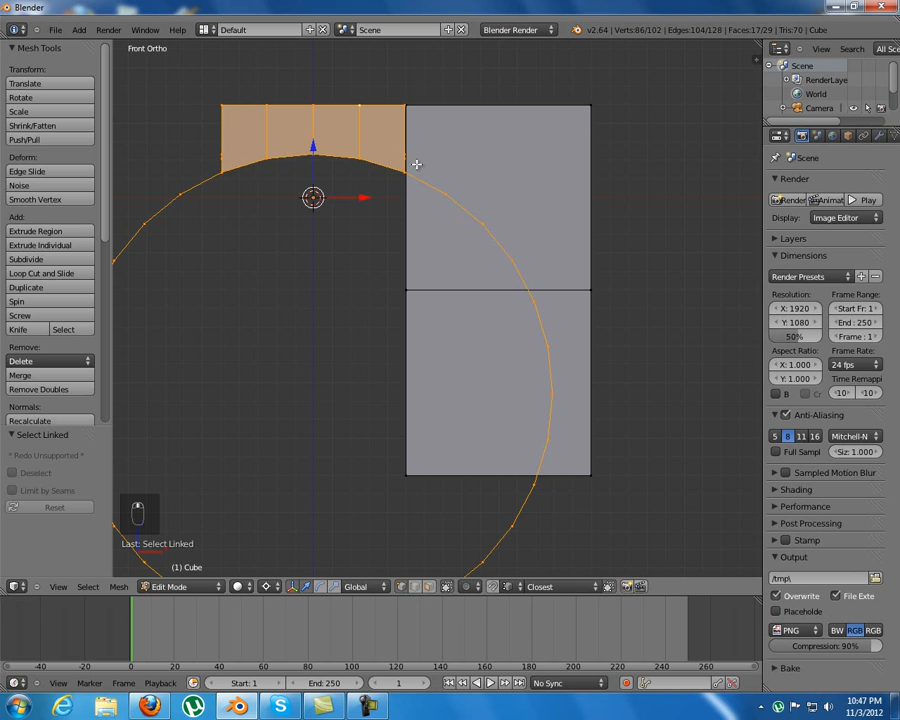 Blender
File Add Render Window Help Default Scene Blender Render v2.64 | Verts:86/102 | Edges:104/128 | Faces:17/29 | Tris:70 | Cube
Mesh Tools
Transform:
Translate
Rotate
Scale
Shrink/Fatten
Push/Pull
Deform:
Edge Slide
Noise
Smooth Vertex
Add:
Extrude Region
Extrude Individual
Subdivide
Loop Cut and Slide
Duplicate
Spin
Screw
Knife Select
Remove:
Delete
Merge
Remove Doubles
Normals:
Recalculate
Select Linked
* Redo Unsupported *
Deselect
Limit by Seams
Reset
Front Ortho
Last: Select Linked
(1) Cube
View Select Mesh Edit Mode Global Closest
View Search All Sce
Scene
RenderLaye
World
Camera
Scene
Render
Render Animat Play
Display: Image Editor
Layers
Dimensions
Render Presets
Resolution: Frame Range:
X: 1920 Start Fr: 1
Y: 1080 End : 250
50% Frame : 1
Aspect Ratio: Frame Rate:
X: 1.000 24 fps
Y: 1.000 Time Remappi
B Cr 10 10
Anti-Aliasing
5 8 11 16 Mitchell-N
Full Sampl Siz: 1.000
Sampled Motion Blur
Shading
Performance
Post Processing
Stamp
Output
/tmp\
Overwrite File Exte
Placeholde
PNG BW RGB RGB
Compression: 90%
Bake
-40 -20 0 20 40 60 80 100 120 140 160 180 200 220 240 260
View Marker Frame Playback Start: 1 End: 250 1 No Sync
10:47 PM
11/3/2012